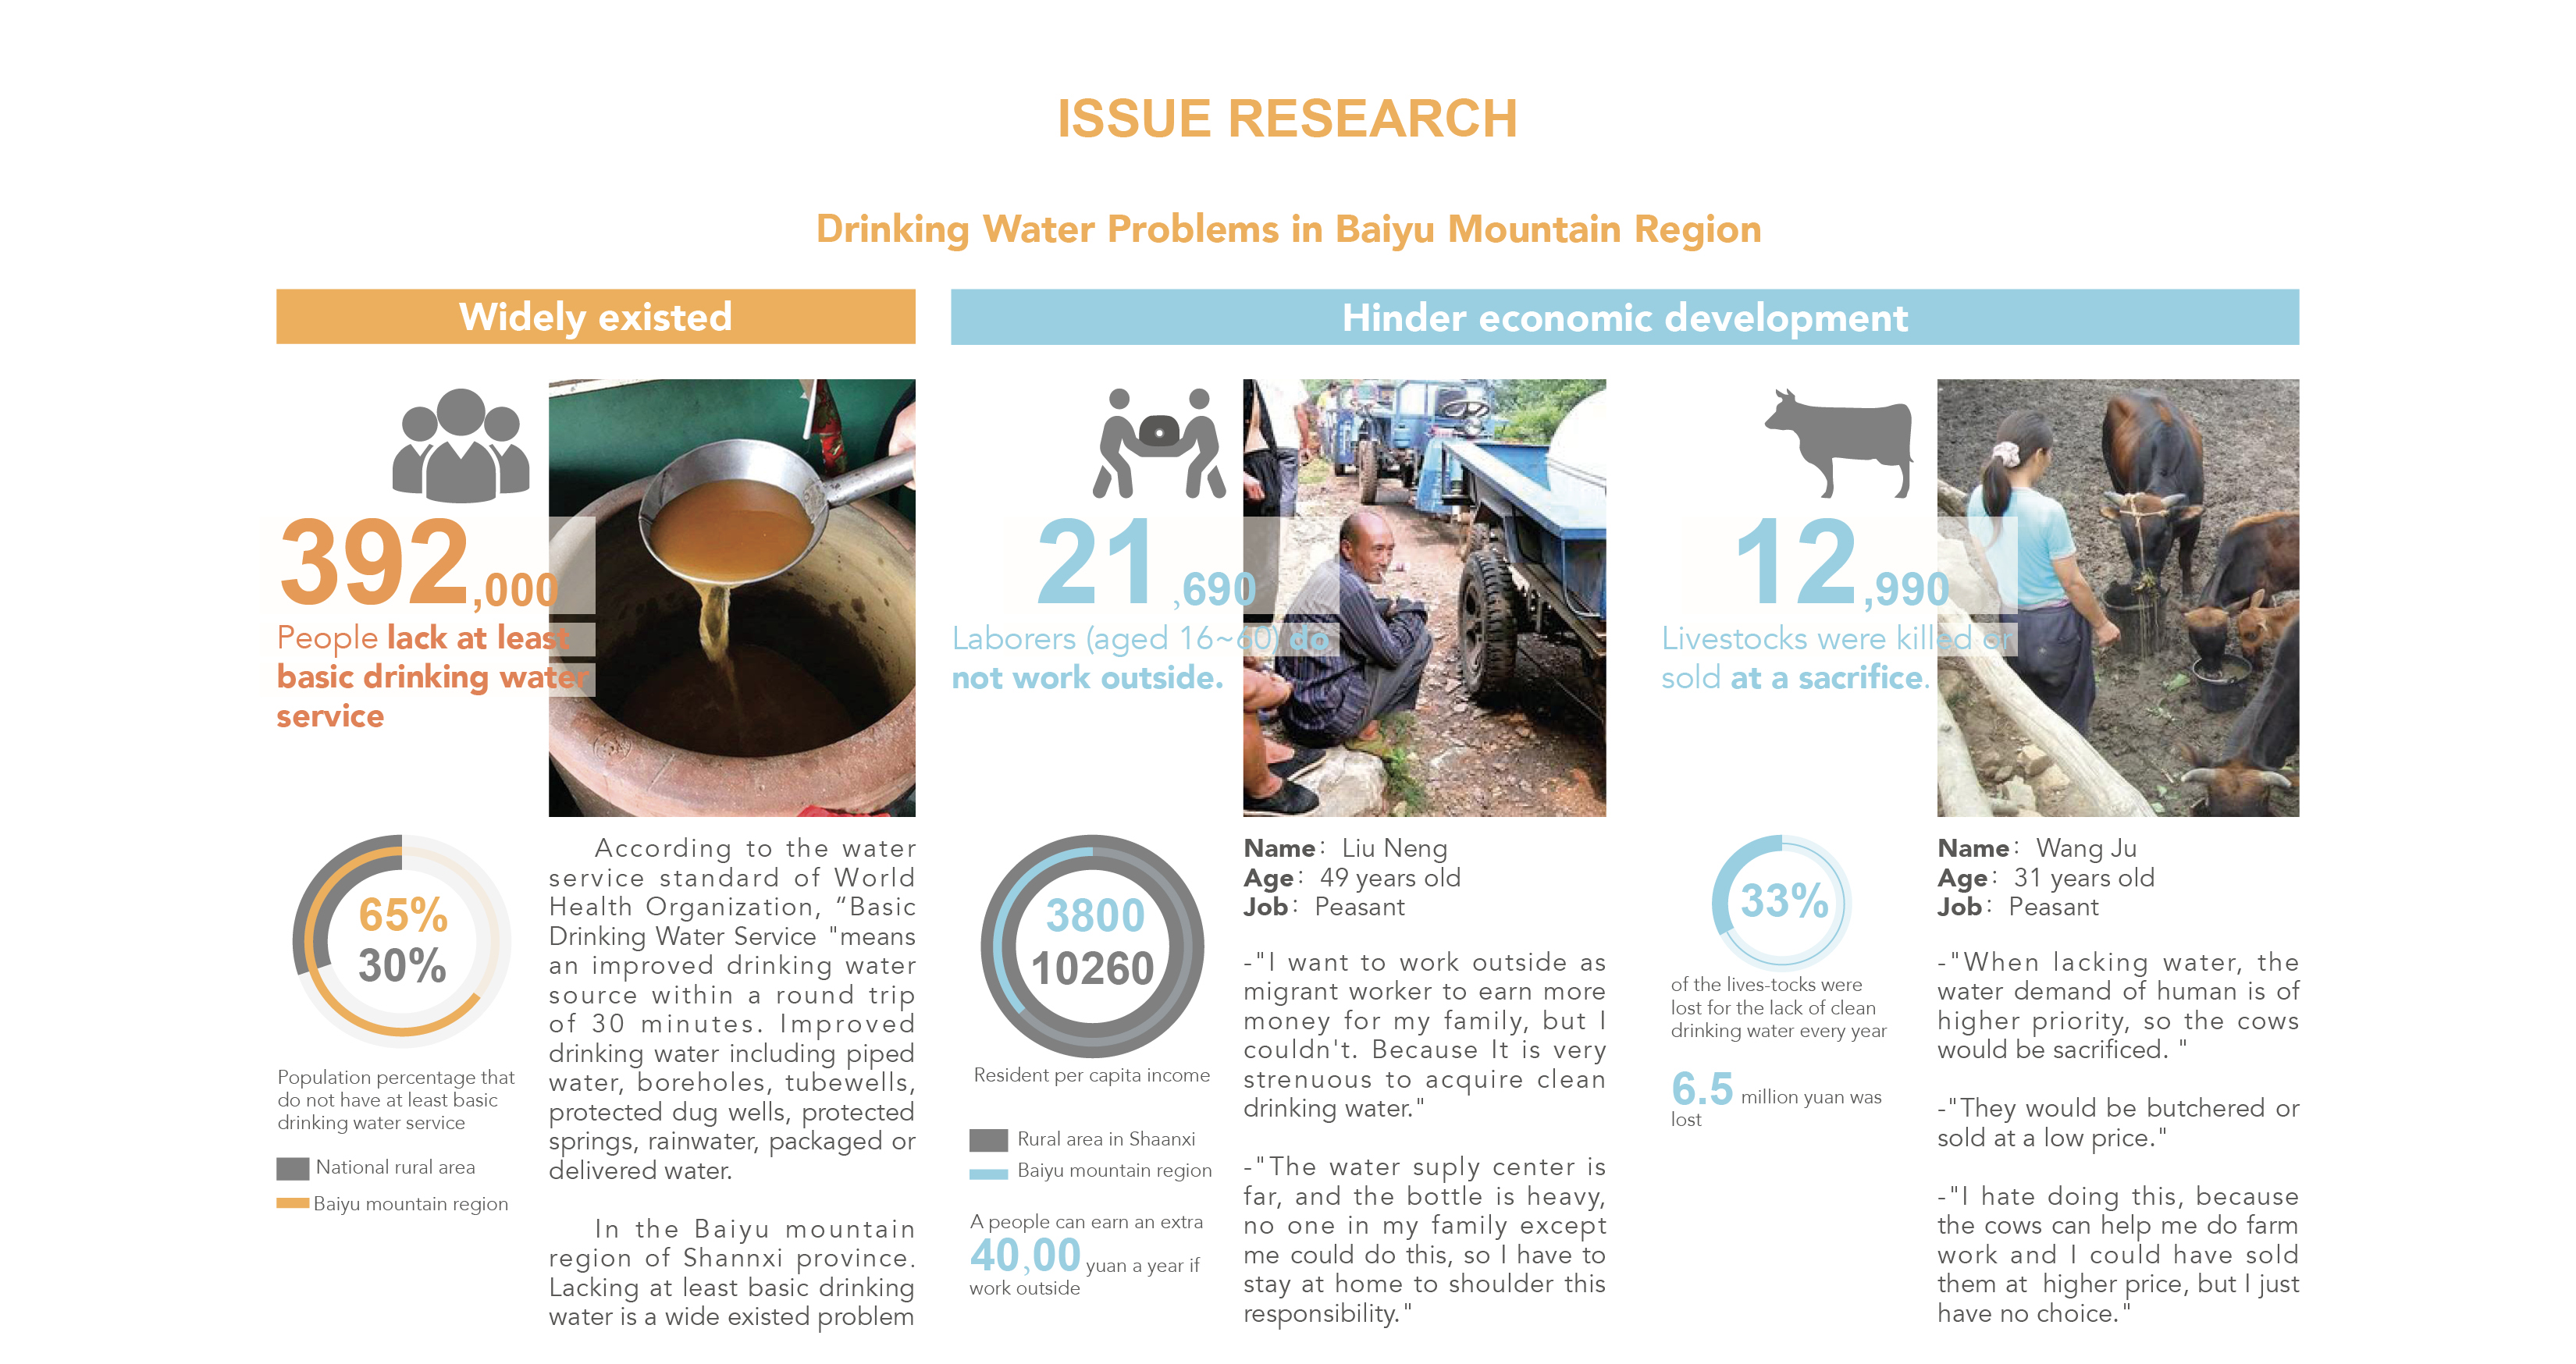 ISSUE RESEARCH
Drinking Water Problems in Baiyu Mountain Region
Widely existed
392,000
People lack at least
basic drinking water
service
65%
30%
Population percentage that
do not have at least basic
drinking water service
National rural area
Baiyu mountain region
According to the water
service standard of World
Health Organization, “Basic
Drinking Water Service "means
an improved drinking water
source within a round trip
of 30 minutes. Improved
drinking water including piped
water, boreholes, tubewells,
protected dug wells, protected
springs, rainwater, packaged or
delivered water.
In the Baiyu mountain
region of Shannxi province.
Lacking at least basic drinking
water is a wide existed problem
Hinder economic development
21,690
Laborers (aged 16~60) do
not work outside.
3800
10260
Resident per capita income
Rural area in Shaanxi
Baiyu mountain region
A people can earn an extra
40,00 yuan a year if
work outside
Name： Liu Neng
Age： 49 years old
Job： Peasant
-"I want to work outside as
migrant worker to earn more
money for my family, but I
couldn't. Because It is very
strenuous to acquire clean
drinking water."
-"The water suply center is
far, and the bottle is heavy,
no one in my family except
me could do this, so I have to
stay at home to shoulder this
responsibility."
12,990
Livestocks were killed or
sold at a sacrifice.
33%
of the lives-tocks were
lost for the lack of clean
drinking water every year
6.5 million yuan was
lost
Name： Wang Ju
Age： 31 years old
Job： Peasant
-"When lacking water, the
water demand of human is of
higher priority, so the cows
would be sacrificed. "
-"They would be butchered or
sold at a low price."
-"I hate doing this, because
the cows can help me do farm
work and I could have sold
them at higher price, but I just
have no choice."